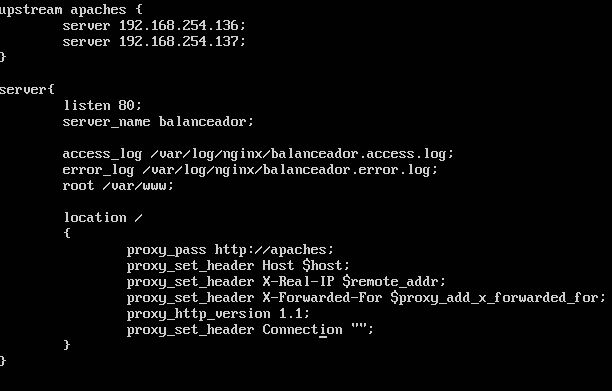 upstream apaches {
        server 192.168.254.136;
        server 192.168.254.137;
}

server{
        listen 80;
        server_name balanceador;

        access_log /var/log/nginx/balanceador.access.log;
        error_log /var/log/nginx/balanceador.error.log;
        root /var/www;

        location /
        {
                proxy_pass http://apaches;
                proxy_set_header Host $host;
                proxy_set_header X-Real-IP $remote_addr;
                proxy_set_header X-Forwarded-For $proxy_add_x_forwarded_for;
                proxy_http_version 1.1;
                proxy_set_header Connection "";
        }
}